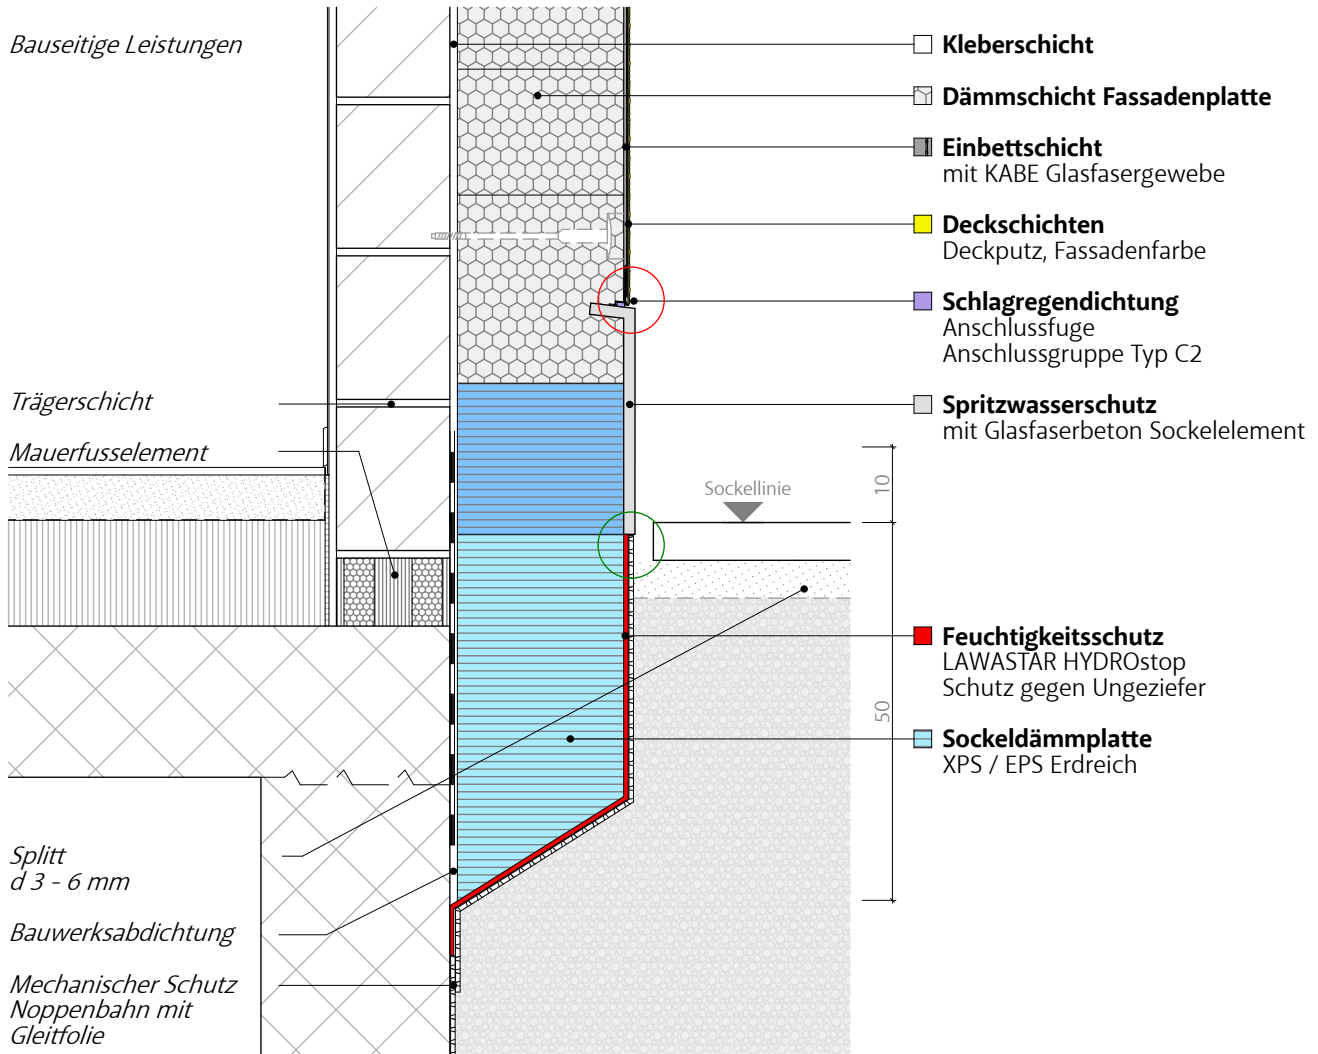 Bauseitige Leistungen
Trägerschicht
Mauerfusselement
Splitt
d 3 - 6 mm
Bauwerksabdichtung
Mechanischer Schutz
Noppenbahn mit
Gleitfolie
Kleberschicht
Dämmschicht Fassadenplatte
Einbettschicht
mit KABE Glasfasergewebe
Deckschichten
Deckputz, Fassadenfarbe
Schlagregendichtung
Anschlussfuge
Anschlussgruppe Typ C2
Spritzwasserschutz
mit Glasfaserbeton Sockelelement
10
Sockellinie
Feuchtigkeitsschutz
LAWASTAR HYDROstop
Schutz gegen Ungeziefer
50
Sockeldämmplatte
XPS / EPS Erdreich